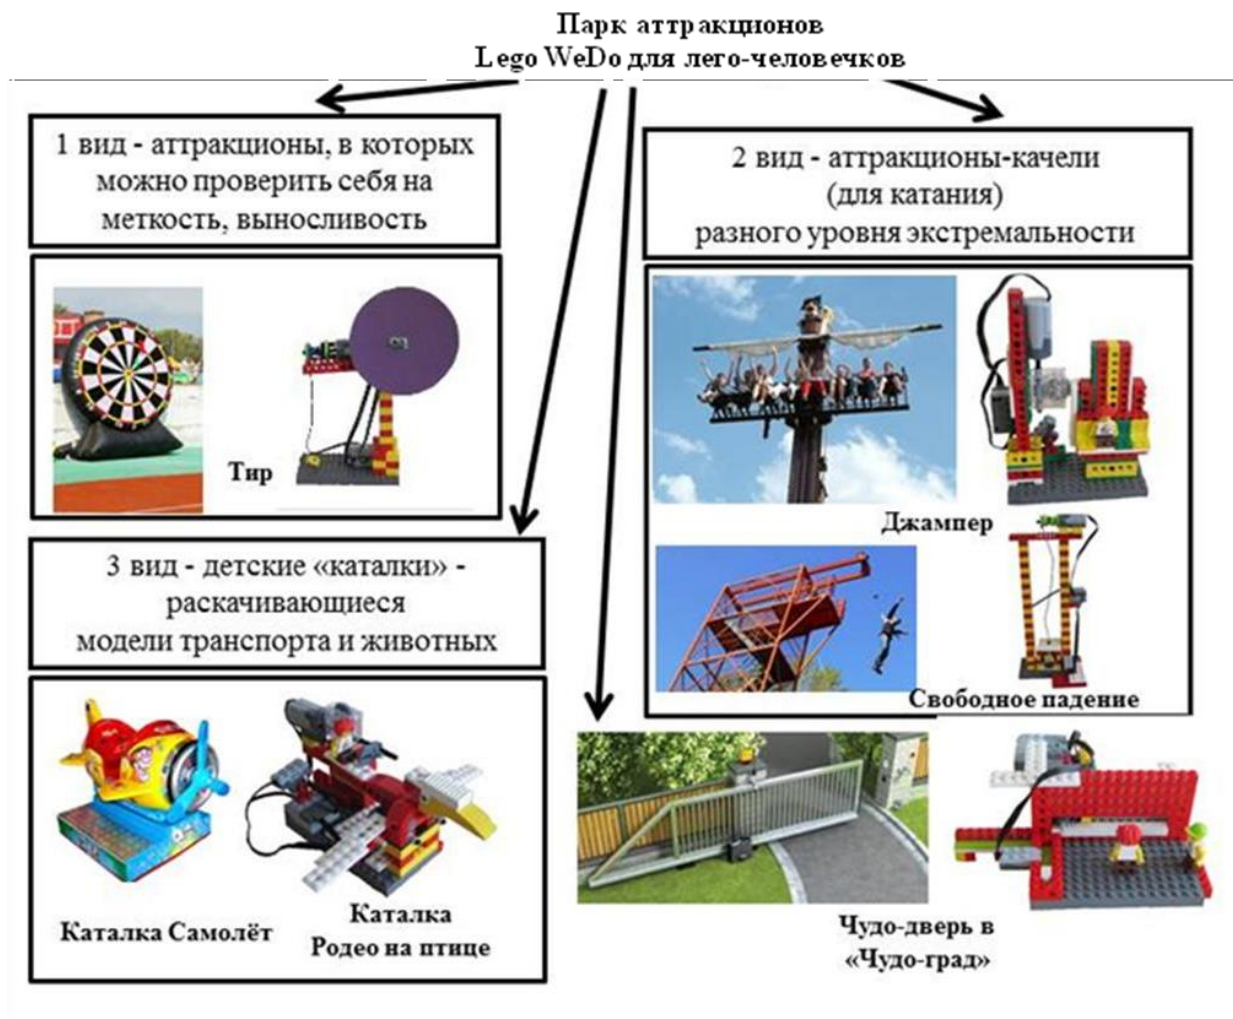 Парк аттракционов
Lego WeDo для лего-человечков
1 вид - аттракционы, в которых
можно проверить себя на
меткость, выносливость
2 вид - аттракционы-качели
(для катания)
разного уровня экстремальности
Тир
Джампер
3 вид - детские «каталки» -
раскачивающиеся
модели транспорта и животных
Свободное падение
Каталка Самолёт
Каталка
Родео на птице
Чудо-дверь в
«Чудо-град»